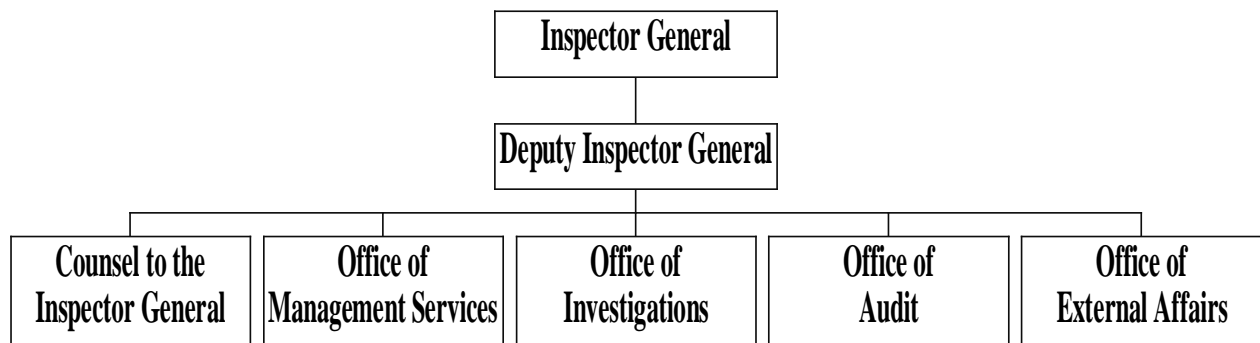 Inspector General
Deputy Inspector General
Counsel to the
Inspector General
Office of
Management Services
Office of
Investigations
Office of
Audit
Office of
External Affairs